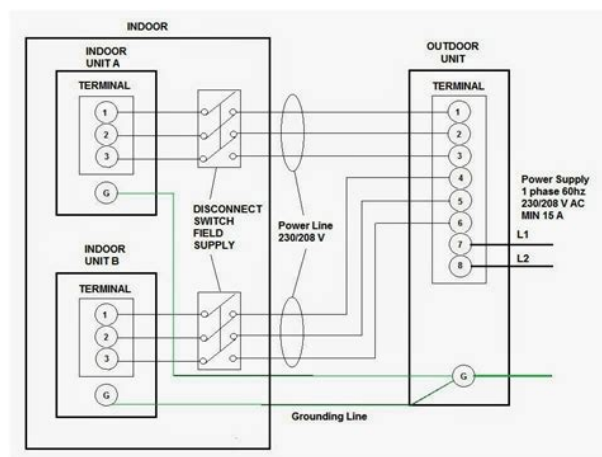 INDOOR
INDOOR
UNIT A
TERMINAL
1
2
3
G
DISCONNECT
SWITCH
FIELD
SUPPLY
Power Line
230/208 V
INDOOR
UNIT B
TERMINAL
1
2
3
G
Grounding Line
OUTDOOR
UNIT
TERMINAL
1
2
3
4
5
6
7
8
G
Power Supply
1 phase 60hz
230/208 V AC
MIN 15 A
L1
L2